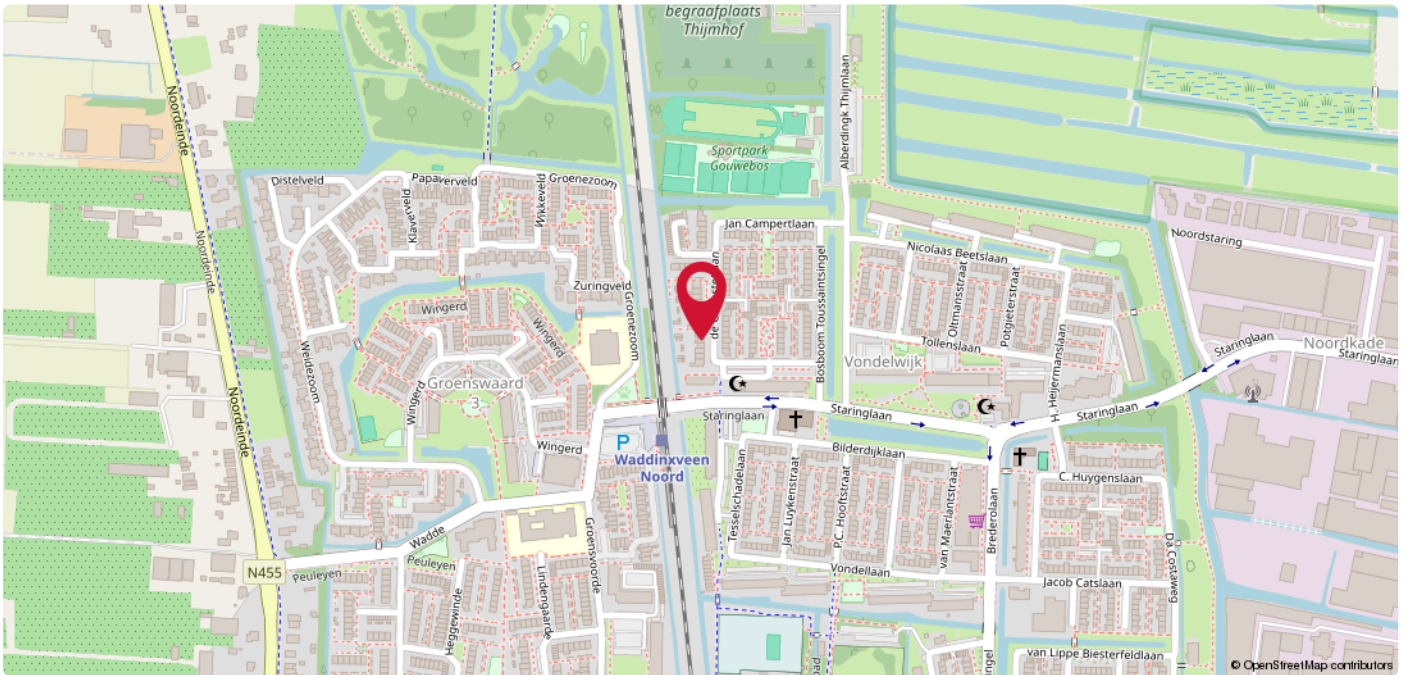 begraafplaats
Thijmhof
Noordeinde
Alberdingk Thijmlaan
Sportpark
Gouwebos
Distelveld
Papaverveld
Groenezoom
Klaverveld
Wikkeveld
Jan Campertlaan
Noordstaring
Noordeinde
Nicolaas Beetslaan
Bosboom Toussaintsingel
Oltmansstraat
Potgieterstraat
Zuringveld
Groenezoom
Wingerd
Wingerd
Weidezoom
Tollenslaan
H. Heijermanslaan
Staringlaan
Noordkade
Staringlaan
Vondelwijk
Groenswaard
3
Wingerd
Noordeinde
Staringlaan
Staringlaan
Staringlaan
Wingerd
P
Waddinxveen
Noord
Bilderdijklaan
Tesselschadelaan
Jan Luykenstraat
P.C. Hooftstraat
van Maerlantstraat
Brederolaan
C. Huygenslaan
Wadde
Groensvoorde
Peuleyen
Peuleyen
N455
Lindengaarde
Heggewinde
Vondellaan
Jacob Catslaan
Da Costaweg
van Lippe Biesterfeldlaan
© OpenStreetMap contributors